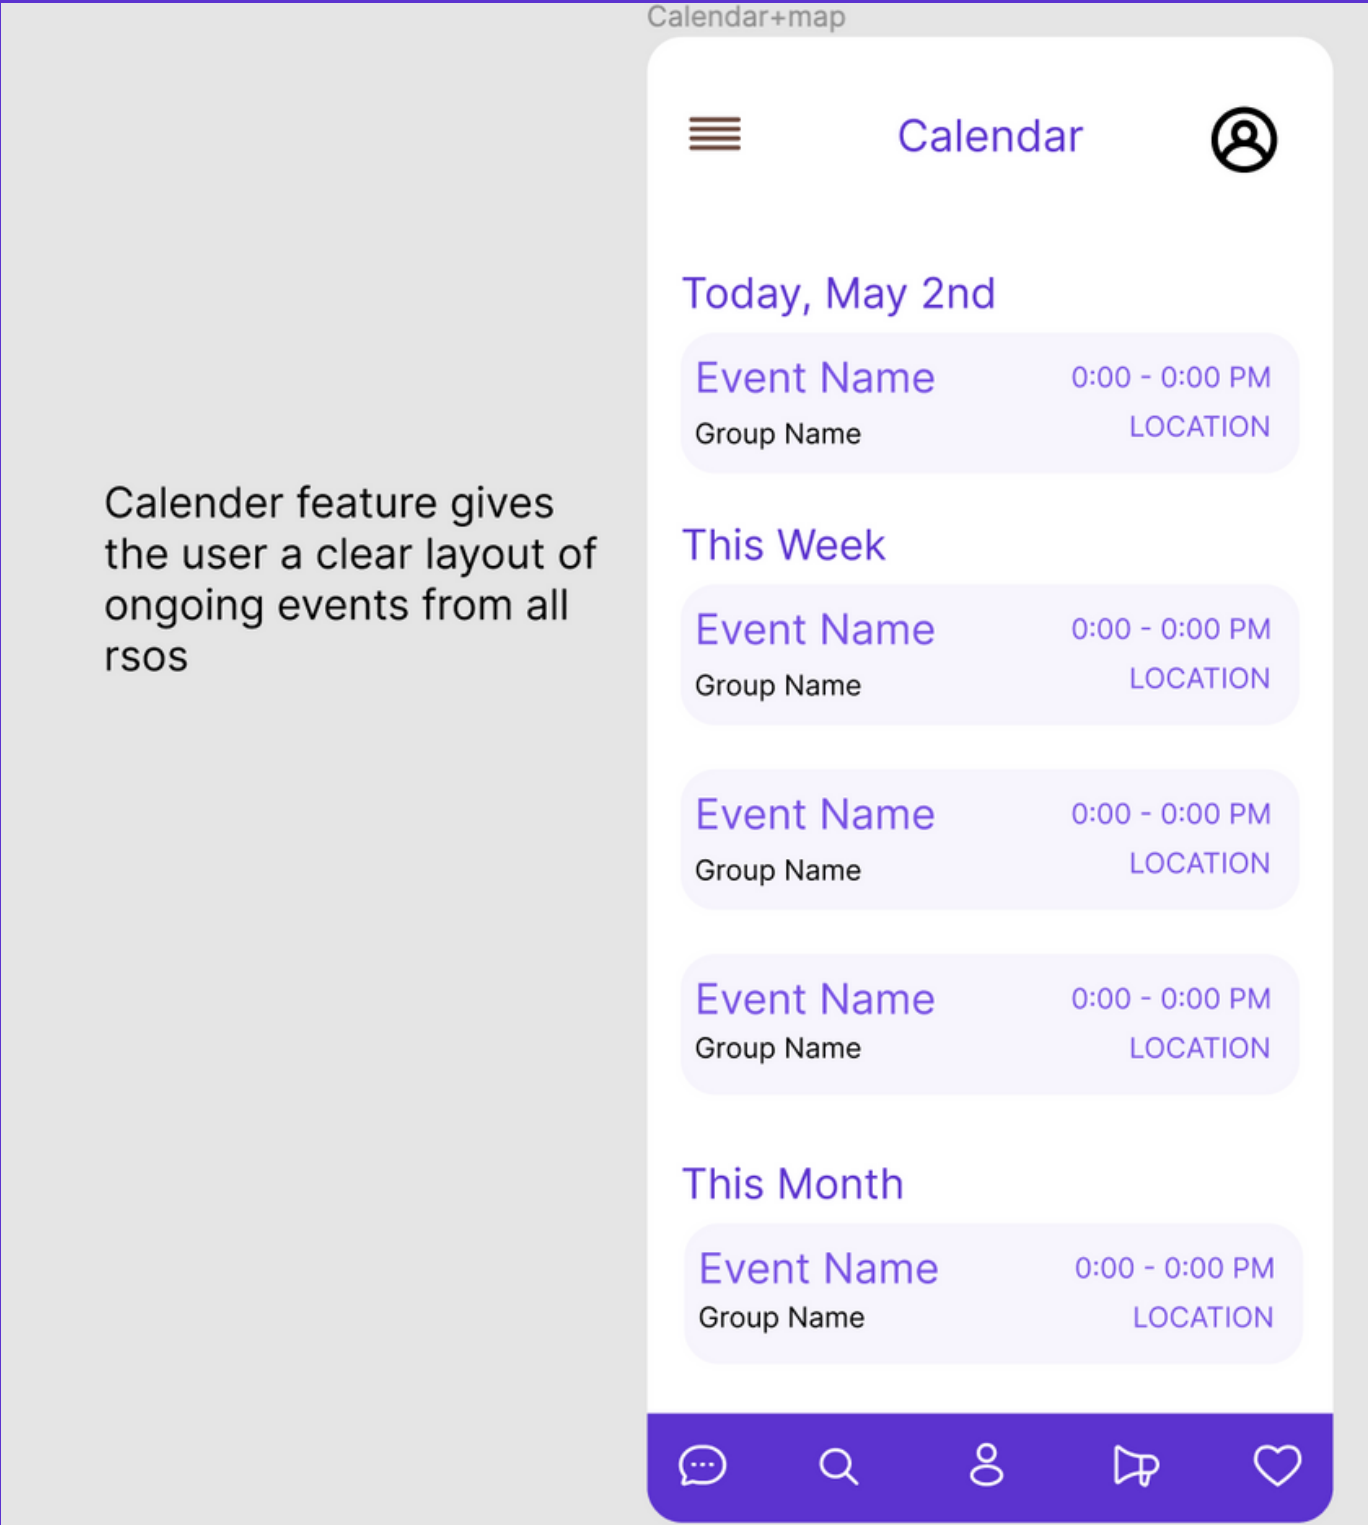 Calendar+map
Calendar
Calender feature gives
the user a clear layout of
ongoing events from all
rsos
Today, May 2nd
Event Name
0:00 - 0:00 PM
Group Name
LOCATION
This Week
Event Name
0:00 - 0:00 PM
Group Name
LOCATION
Event Name
0:00 - 0:00 PM
Group Name
LOCATION
Event Name
0:00 - 0:00 PM
Group Name
LOCATION
This Month
Event Name
0:00 - 0:00 PM
Group Name
LOCATION